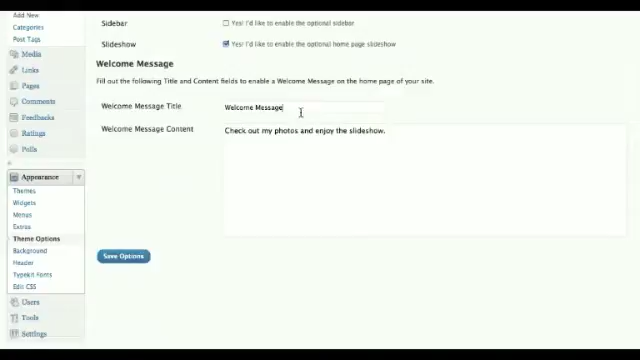 Add New
Categories
Post Tags
Media
Links
Pages
Comments
Feedbacks
Ratings
Polls
Appearance
Themes
Widgets
Menus
Extras
Theme Options
Background
Header
Typekit Fonts
Edit CSS
Users
Tools
Settings
Sidebar
Yes! I'd like to enable the optional sidebar
Slideshow
Yes! I'd like to enable the optional home page slideshow
Welcome Message
Fill out the following Title and Content fields to enable a Welcome Message on the home page of your site.
Welcome Message Title
Welcome Message
Welcome Message Content
Check out my photos and enjoy the slideshow.
Save Options